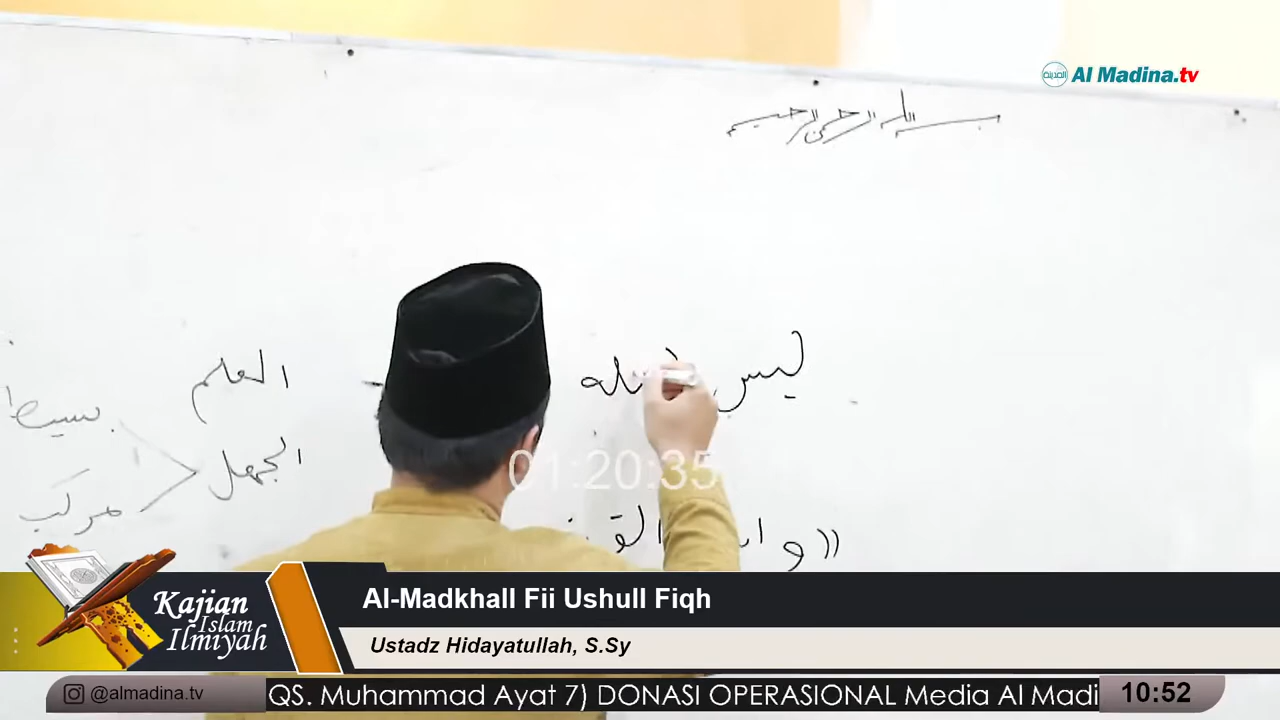 المدينة Al Madina.tv
بسم الله الرحمن الرحيم
ليس
العلم
بسيط
الجهل
مركب
01:20:35
Kajian
Islam
Ilmiyah
Al-Madkhall Fii Ushull Fiqh
Ustadz Hidayatullah, S.Sy
@almadina.tv
QS. Muhammad Ayat 7) DONASI OPERASIONAL Media Al Madi
10:52